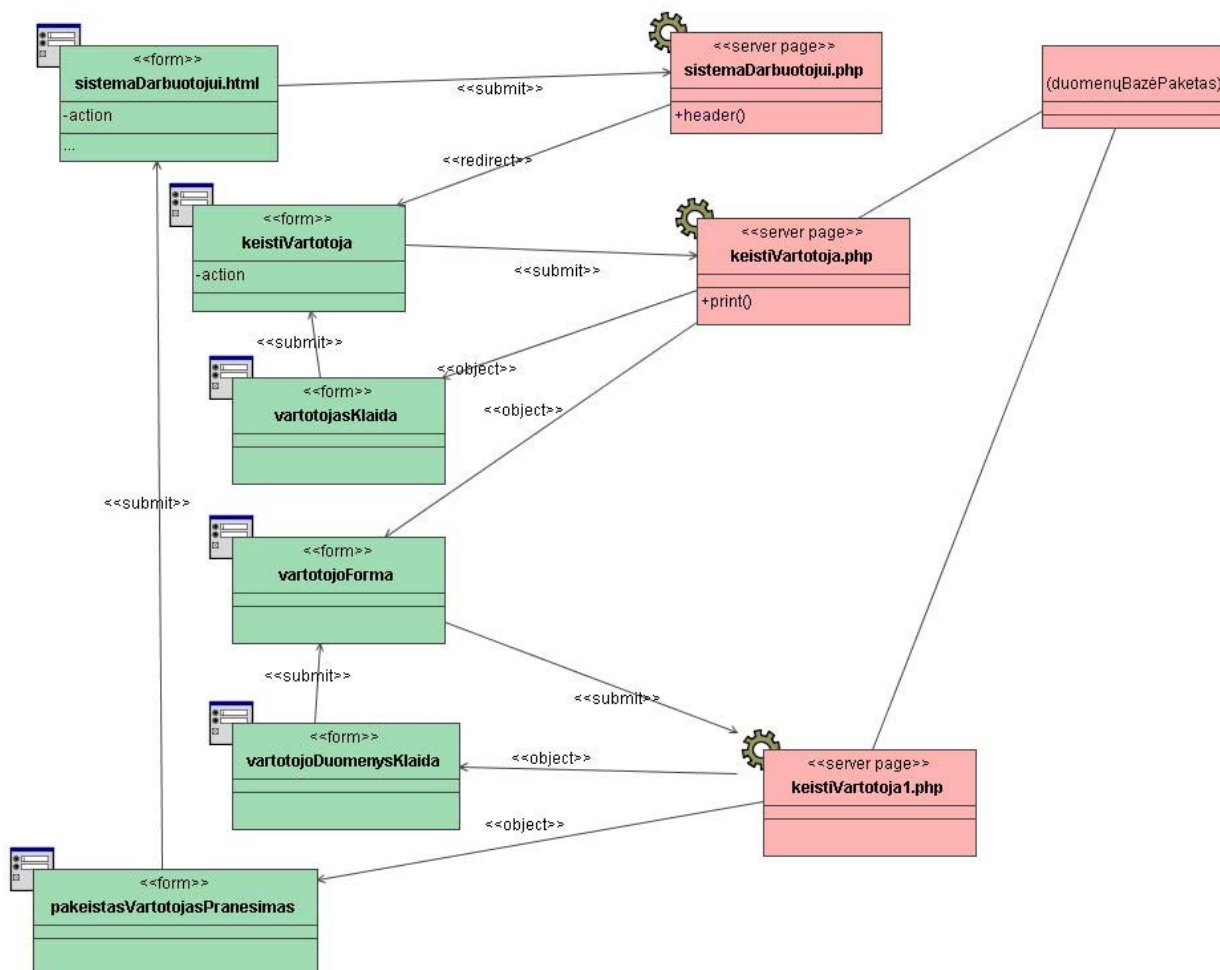 <<form>>
sistemaDarbuotojui.html
-action
...
<<submit>>
<<server page>>
sistemaDarbuotojui.php
+header()
(duomenųBazėPaketas)
<<redirect>>
<<form>>
keistiVartotoja
-action
<<submit>>
<<server page>>
keistiVartotoja.php
+print()
<<submit>>
<<object>>
<<form>>
vartotojasKlaida
<<object>>
<<submit>>
<<form>>
vartotojoForma
<<submit>>
<<submit>>
<<form>>
vartotojoDuomenysKlaida
<<object>>
<<server page>>
keistiVartotoja1.php
<<object>>
<<form>>
pakeistasVartotojasPranesimas